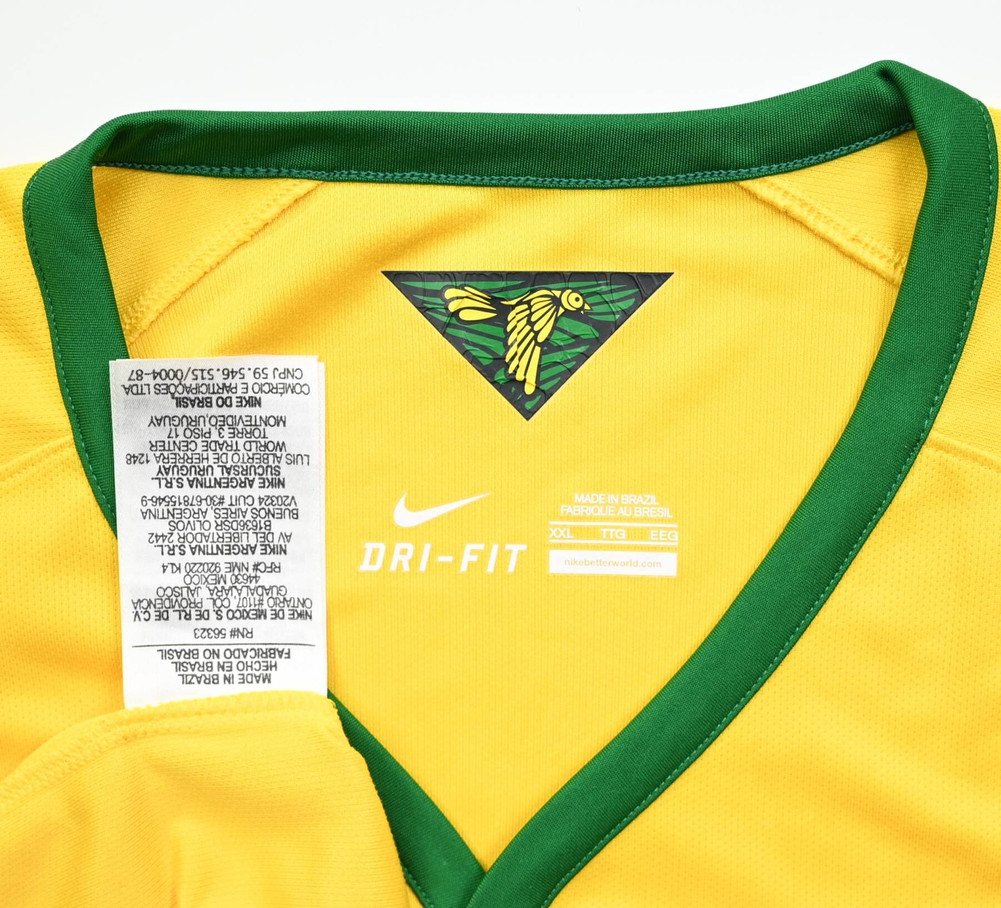 DRI-FIT
MADE IN BRAZIL
FABRIQUE AU BRESIL
XXL TTG EEG
nikebetterworld.com
MADE IN BRAZIL
HECHO EN BRASIL
FABRICADO NO BRASIL
RN# 56323
NIKE DE MEXICO S. DE R.L. DE C.V.
ONTARIO #1107, COL. PROVIDENCIA
GUADALAJARA, JALISCO
44630 MEXICO
RFC# NME 920220 KL4
NIKE ARGENTINA S.R.L.
AV DEL LIBERTADOR 2442
B1636DSR OLIVOS
BUENOS AIRES, ARGENTINA
V20324 CUIT #30-67815546-9
NIKE ARGENTINA S.R.L.
SUCURSAL URUGUAY
LUIS ALBERTO DE HERRERA 1248
WORLD TRADE CENTER
TORRE 3, PISO 17
MONTEVIDEO,URUGUAY
NIKE DO BRASIL
COMÉRCIO E PARTICIPAÇÕES LTDA
CNPJ 59.546.515/0004-87